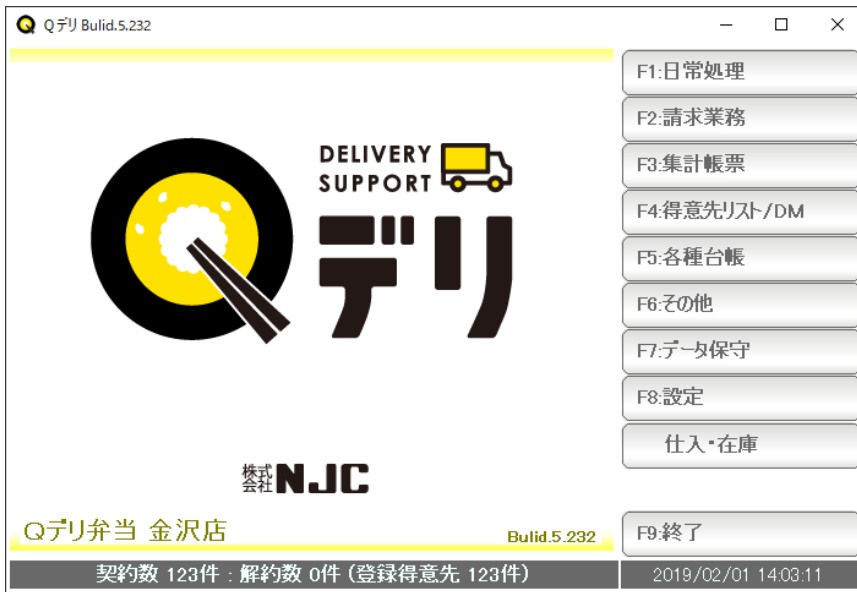 Qデリ Bulid.5.232
DELIVERY
SUPPORT
Qデリ
株式会社NJC
Qデリ弁当 金沢店
Bulid.5.232
F1:日常処理
F2:請求業務
F3:集計帳票
F4:得意先リスト/DM
F5:各種台帳
F6:その他
F7:データ保守
F8:設定
仕入・在庫
F9:終了
契約数 123件 : 解約数 0件 (登録得意先 123件)
2019/02/01 14:03:11